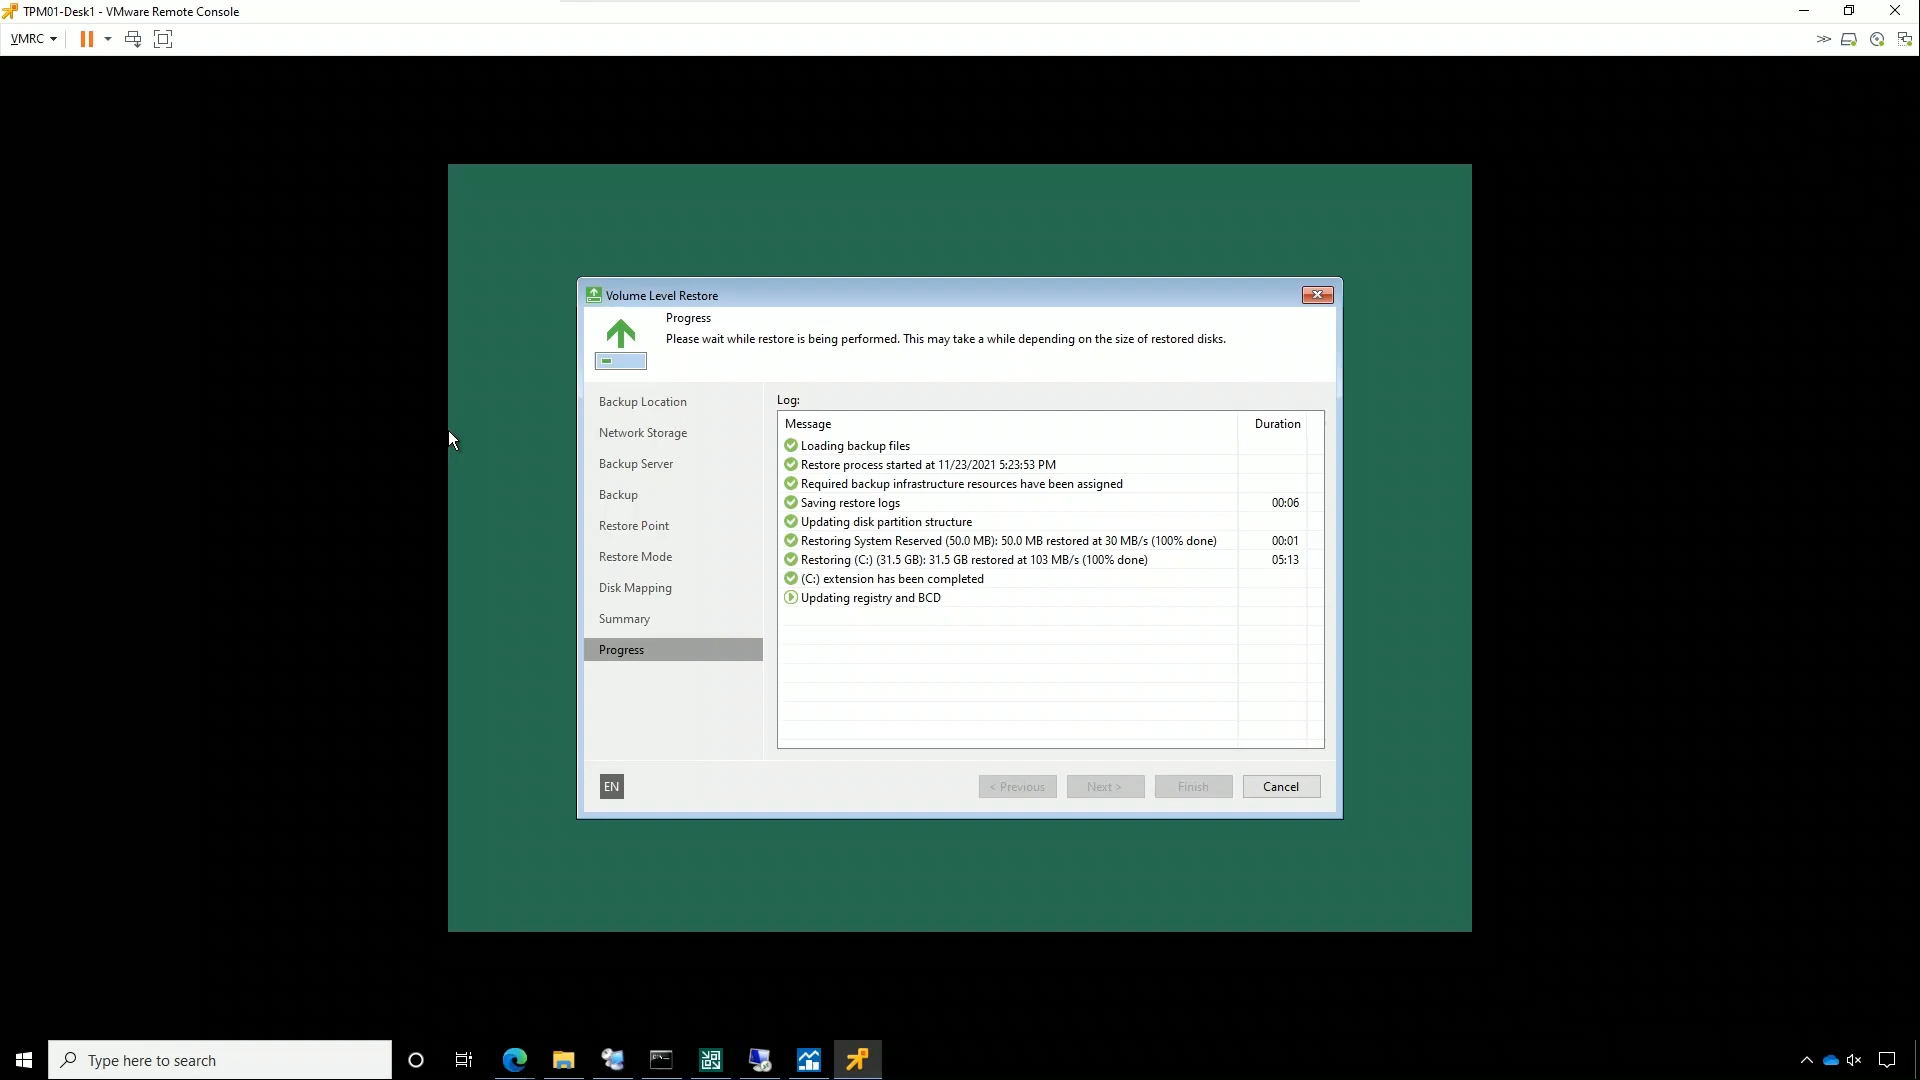 TPM01-Desk1 - VMware Remote Console
VMRC
Volume Level Restore
Progress
Please wait while restore is being performed. This may take a while depending on the size of restored disks.
Backup Location
Network Storage
Backup Server
Backup
Restore Point
Restore Mode
Disk Mapping
Summary
Progress
Log:
Message Duration
Loading backup files
Restore process started at 11/23/2021 5:23:53 PM
Required backup infrastructure resources have been assigned
Saving restore logs 00:06
Updating disk partition structure
Restoring System Reserved (50.0 MB): 50.0 MB restored at 30 MB/s (100% done) 00:01
Restoring (C:) (31.5 GB): 31.5 GB restored at 103 MB/s (100% done) 05:13
(C:) extension has been completed
Updating registry and BCD
EN
< Previous Next > Finish Cancel
Type here to search